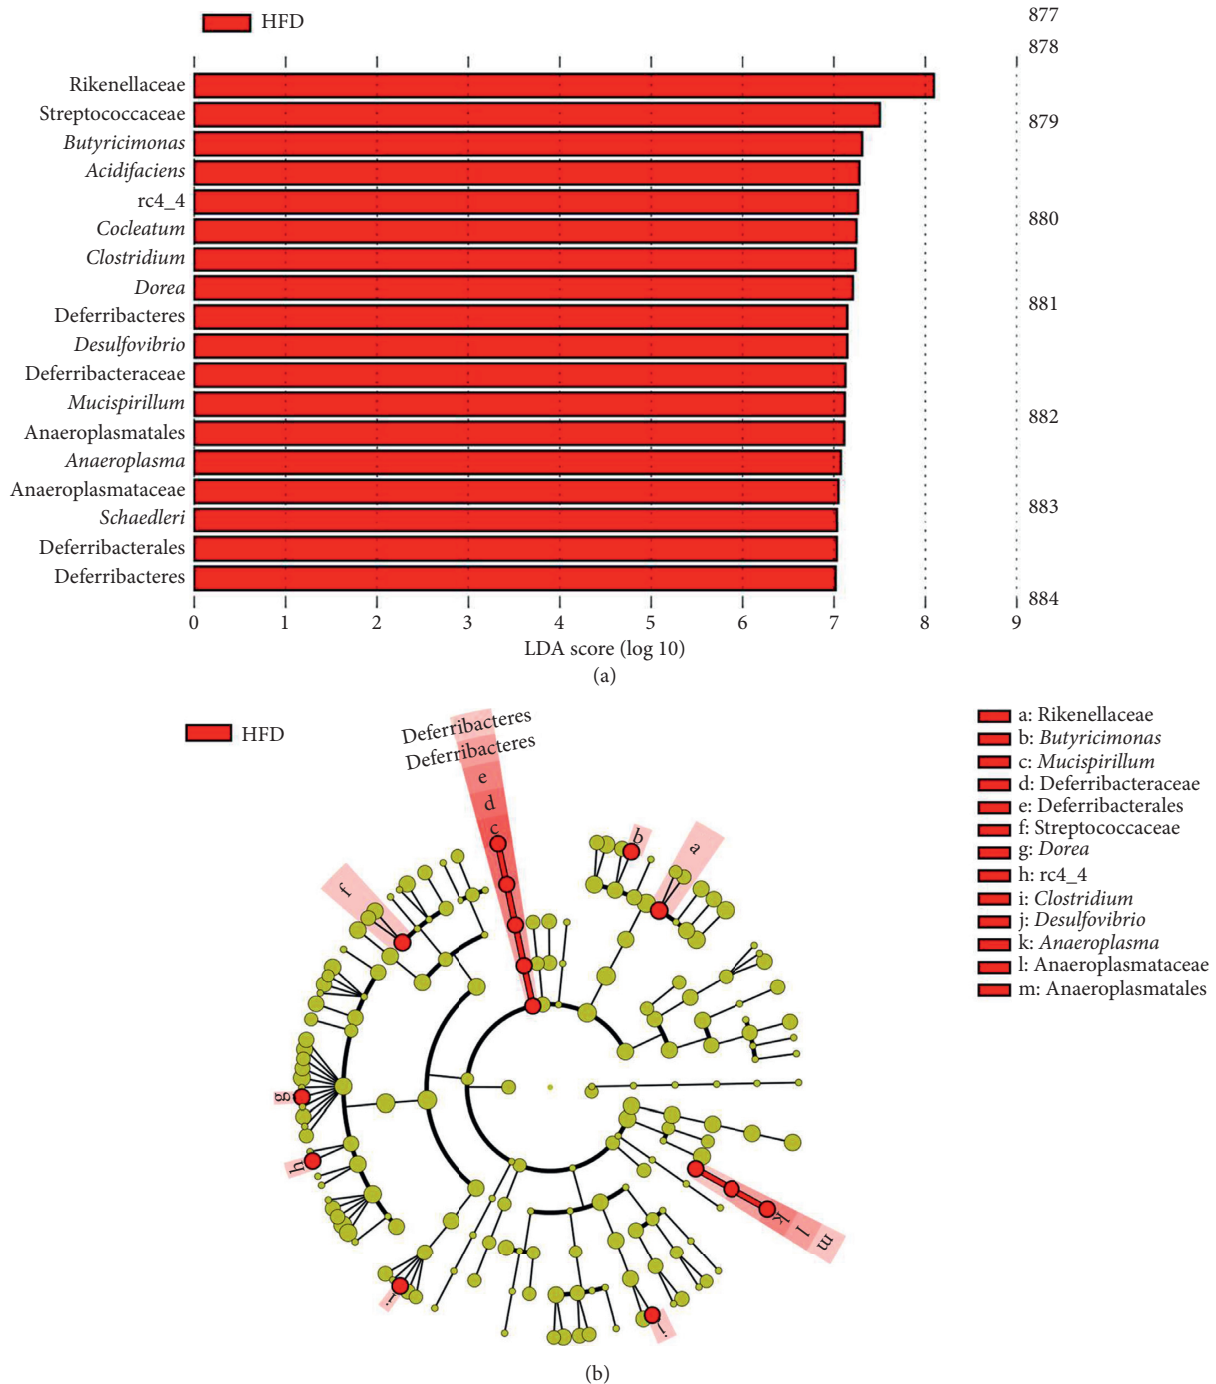 HFD
877
878
Rikenellaceae
Streptococcaceae
879
Butyricimonas
Acidifaciens
rc4_4
880
Cocleatum
Clostridium
Dorea
881
Deferribacteres
Desulfovibrio
Deferribacteraceae
Mucispirillum
882
Anaeroplasmatales
Anaeroplasma
Anaeroplasmataceae
883
Schaedleri
Deferribacterales
Deferribacteres
884
0 1 2 3 4 5 6 7 8 9
LDA score (log 10)
(a)
HFD
Deferribacteres
Deferribacteres
e
d
c
b
a
f
g
h
i
j
k
l
m
a: Rikenellaceae
b: Butyricimonas
c: Mucispirillum
d: Deferribacteraceae
e: Deferribacterales
f: Streptococcaceae
g: Dorea
h: rc4_4
i: Clostridium
j: Desulfovibrio
k: Anaeroplasma
l: Anaeroplasmataceae
m: Anaeroplasmatales
(b)